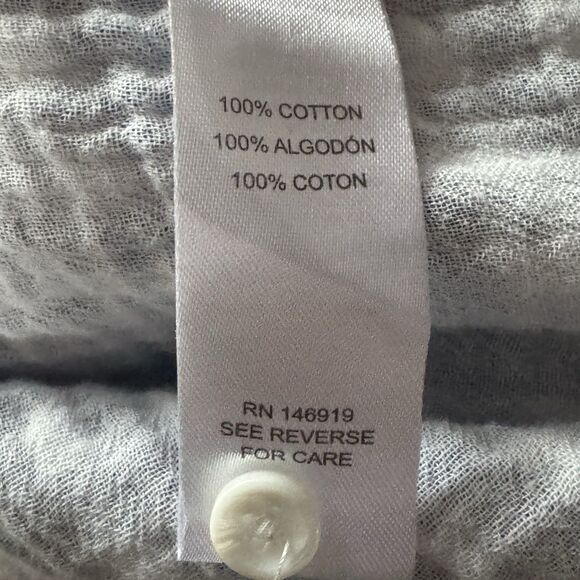 100% COTTON
100% ALGODÓN
100% COTON
RN 146919
SEE REVERSE
FOR CARE